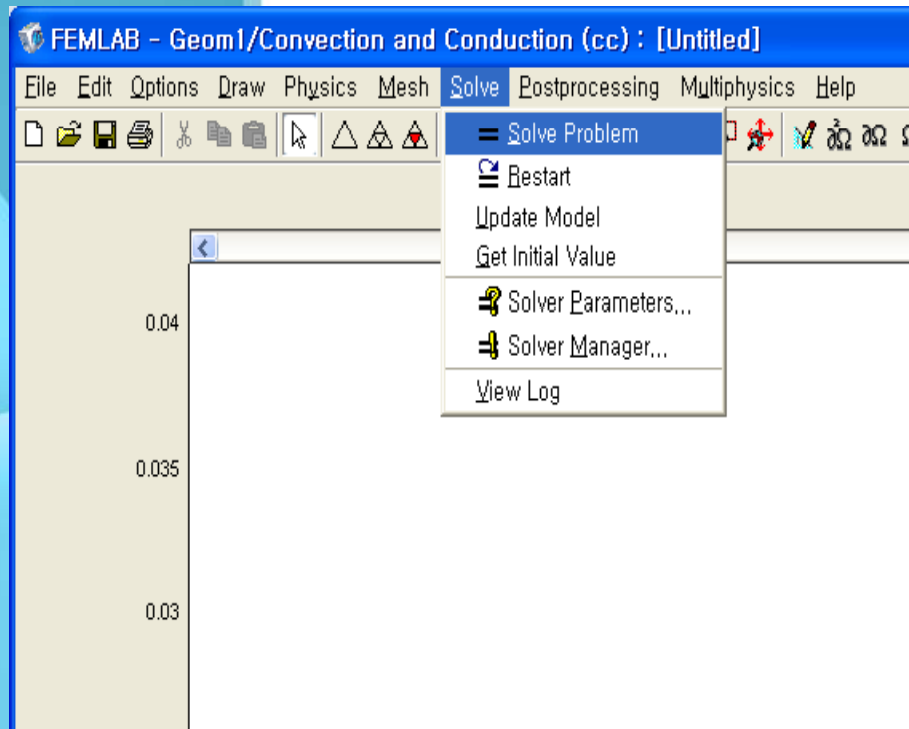 FEMLAB - Geom1/Convection and Conduction (cc) : [Untitled]
File Edit Options Draw Physics Mesh Solve Postprocessing Multiphysics Help
Solve Problem
Restart
Update Model
Get Initial Value
Solver Parameters...
Solver Manager...
View Log
0.04
0.035
0.03